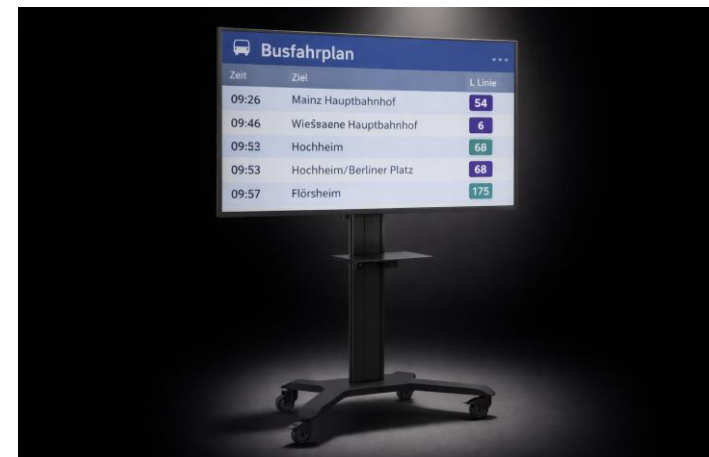 Busfahrplan
Zeit Ziel L Linie
09:26 Mainz Hauptbahnhof 54
09:46 Hauptbahnhof 6
09:53 Hochheim 68
09:53 Hochheim/Berliner Platz 68
09:57 Flörsheim 175